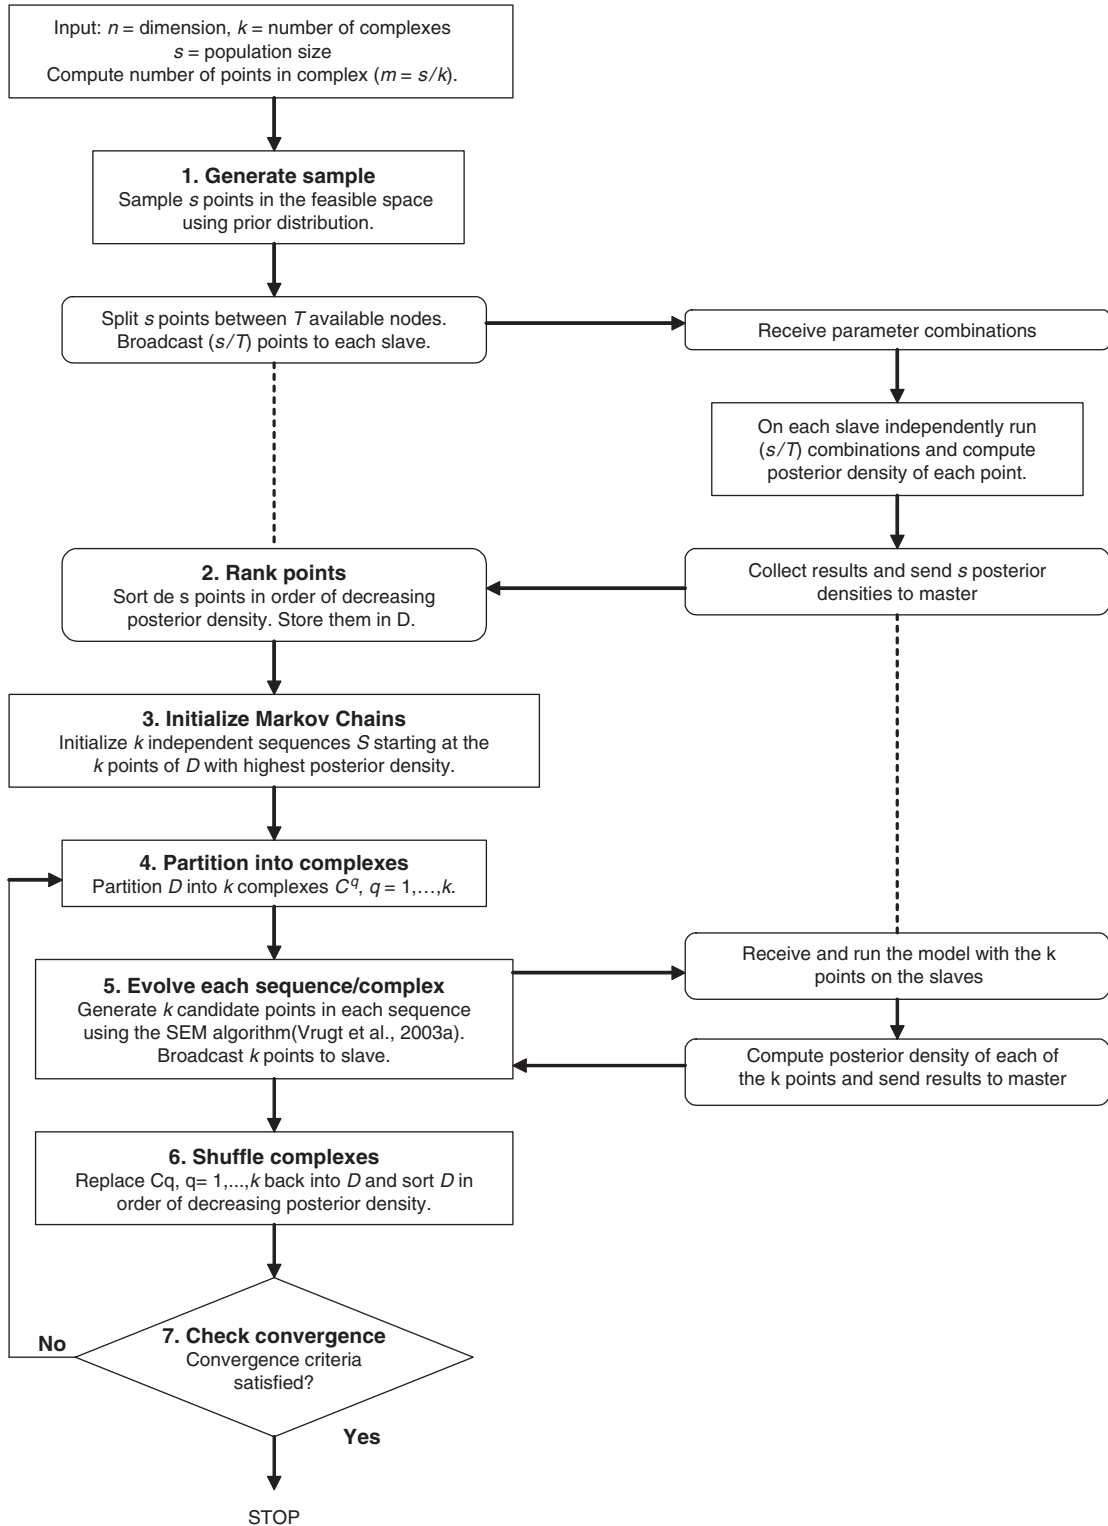 Input: n = dimension, k = number of complexes
s = population size
Compute number of points in complex (m = s/k).
1. Generate sample
Sample s points in the feasible space
using prior distribution.
Split s points between T available nodes.
Broadcast (s/T) points to each slave.
Receive parameter combinations
On each slave independently run
(s/T) combinations and compute
posterior density of each point.
2. Rank points
Sort de s points in order of decreasing
posterior density. Store them in D.
Collect results and send s posterior
densities to master
3. Initialize Markov Chains
Initialize k independent sequences S starting at the
k points of D with highest posterior density.
4. Partition into complexes
Partition D into k complexes C^q, q = 1,…,k.
5. Evolve each sequence/complex
Generate k candidate points in each sequence
using the SEM algorithm(Vrugt et al., 2003a).
Broadcast k points to slave.
Receive and run the model with the k
points on the slaves
Compute posterior density of each of
the k points and send results to master
6. Shuffle complexes
Replace Cq, q= 1,...,k back into D and sort D in
order of decreasing posterior density.
7. Check convergence
Convergence criteria
satisfied?
No
Yes
STOP